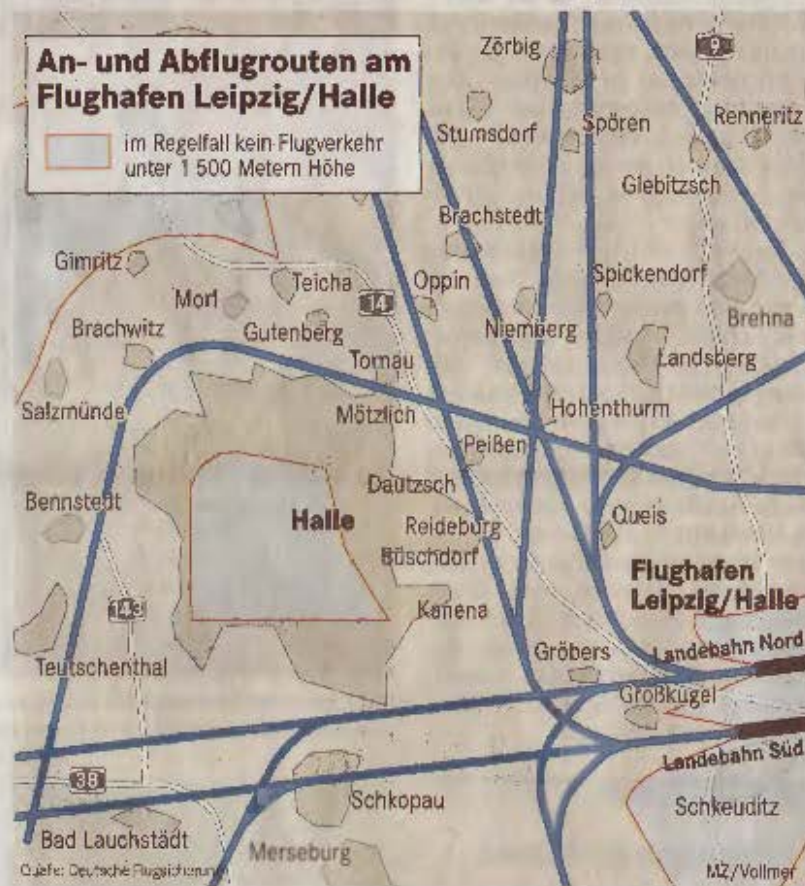 An- und Abflugrouten am
Flughafen Leipzig/Halle
im Regelfall kein Flugverkehr
unter 1 500 Metern Höhe
Zörbig
9
Stumsdorf
Spören
Renneritz
Glebitzsch
Brachstedt
Gimritz
Teicha
Oppin
Spickendorf
Morl
14
Brehna
Brachwitz
Gutenberg
Niemberg
Tornau
Landsberg
Salzmünde
Mötzlich
Hohenthurm
Peißen
Dautzsch
Bennstedt
Halle
Reideburg
Queis
Büschdorf
Flughafen
Leipzig/Halle
143
Kanena
Landebahn Nord
Teutschenthal
Gröbers
Großkugel
Landebahn Süd
38
Schkopau
Schkeuditz
Bad Lauchstädt
Merseburg
Quelle: Deutsche Flugsicherung
MZ/Vollmer